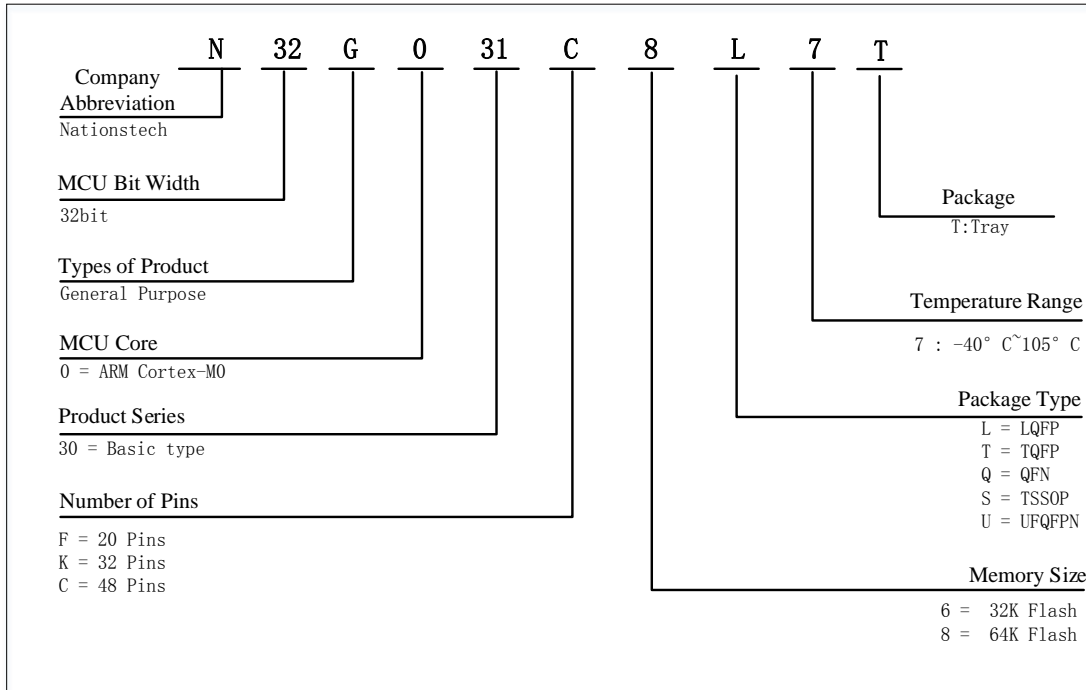 N 32 G 0 31 C 8 L 7 T
Company
Abbreviation
Nationstech
MCU Bit Width
32bit
Types of Product
General Purpose
MCU Core
0 = ARM Cortex-M0
Product Series
30 = Basic type
Number of Pins
F = 20 Pins
K = 32 Pins
C = 48 Pins
Package
T:Tray
Temperature Range
7 : -40° C~105° C
Package Type
L = LQFP
T = TQFP
Q = QFN
S = TSSOP
U = UFQFPN
Memory Size
6 = 32K Flash
8 = 64K Flash